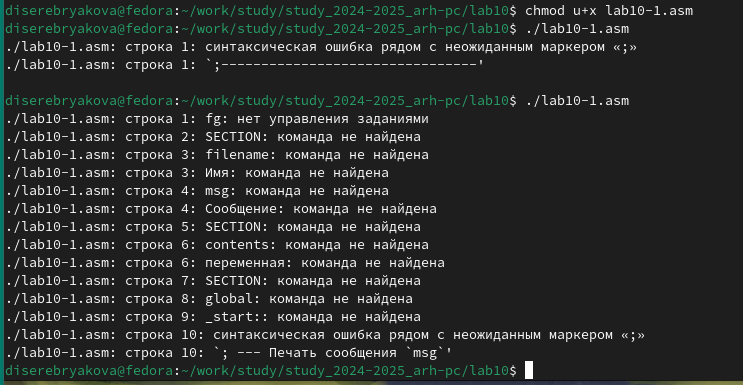 diserebryakova@fedora:~/work/study/study_2024-2025_arh-pc/lab10$ chmod u+x lab10-1.asm
diserebryakova@fedora:~/work/study/study_2024-2025_arh-pc/lab10$ ./lab10-1.asm
./lab10-1.asm: строка 1: синтаксическая ошибка рядом с неожиданным маркером «;»
./lab10-1.asm: строка 1: `;--------------------------------'
diserebryakova@fedora:~/work/study/study_2024-2025_arh-pc/lab10$ ./lab10-1.asm
./lab10-1.asm: строка 1: fg: нет управления заданиями
./lab10-1.asm: строка 2: SECTION: команда не найдена
./lab10-1.asm: строка 3: filename: команда не найдена
./lab10-1.asm: строка 3: Имя: команда не найдена
./lab10-1.asm: строка 4: msg: команда не найдена
./lab10-1.asm: строка 4: Сообщение: команда не найдена
./lab10-1.asm: строка 5: SECTION: команда не найдена
./lab10-1.asm: строка 6: contents: команда не найдена
./lab10-1.asm: строка 6: переменная: команда не найдена
./lab10-1.asm: строка 7: SECTION: команда не найдена
./lab10-1.asm: строка 8: global: команда не найдена
./lab10-1.asm: строка 9: _start:: команда не найдена
./lab10-1.asm: строка 10: синтаксическая ошибка рядом с неожиданным маркером «;»
./lab10-1.asm: строка 10: `; --- Печать сообщения `msg`'
diserebryakova@fedora:~/work/study/study_2024-2025_arh-pc/lab10$